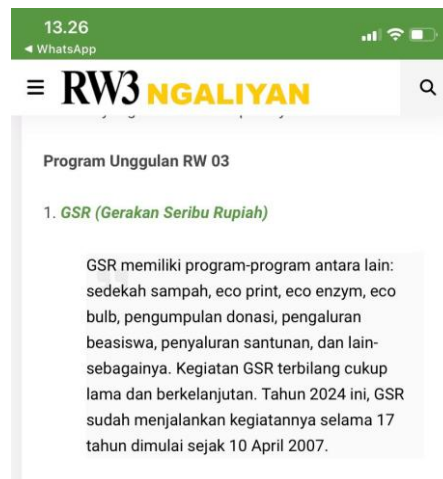 13.26
◀ WhatsApp
RW3 NGALIYAN
Program Unggulan RW 03
1. GSR (Gerakan Seribu Rupiah)
GSR memiliki program-program antara lain:
sedekah sampah, eco print, eco enzym, eco
bulb, pengumpulan donasi, pengaluran
beasiswa, penyaluran santunan, dan lain-
sebagainya. Kegiatan GSR terbilang cukup
lama dan berkelanjutan. Tahun 2024 ini, GSR
sudah menjalankan kegiatannya selama 17
tahun dimulai sejak 10 April 2007.